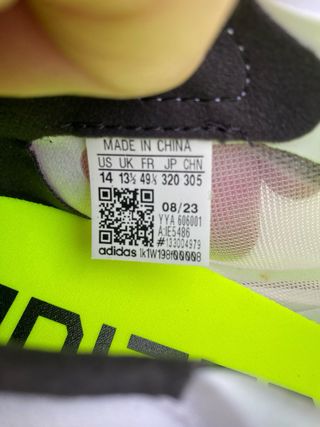 MADE IN CHINA
US UK FR JP CHN
14 13½ 49⅓ 320 305
08/23
YYA 606001
A:IE5486
#133004979
adidas lk1W198f00008